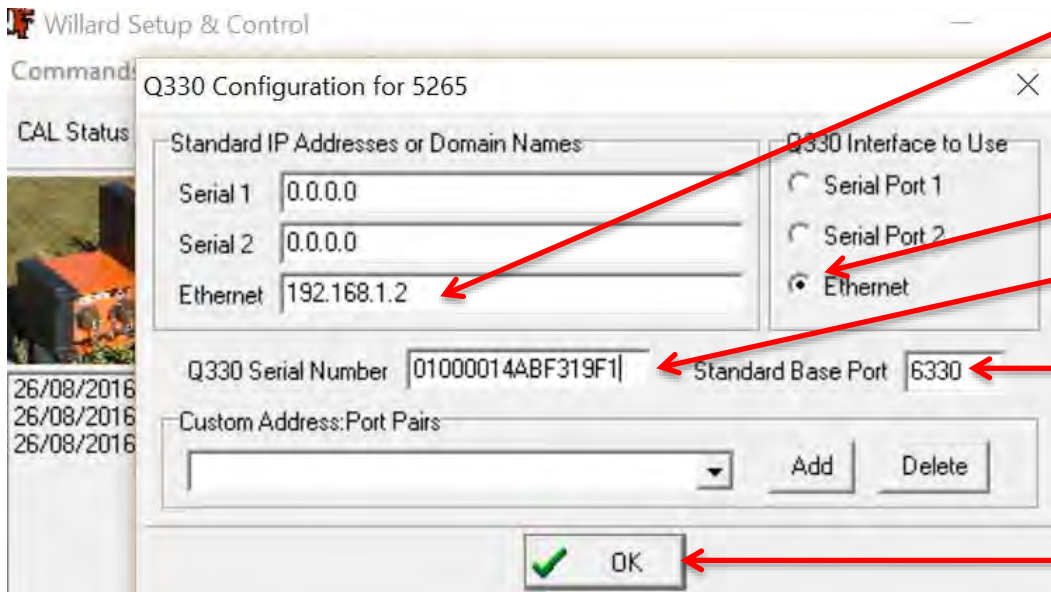 Willard Setup & Control
Commands
Q330 Configuration for 5265
CAL Status
Standard IP Addresses or Domain Names
Q330 Interface to Use
Serial 1 0.0.0.0
Serial Port 1
Serial 2 0.0.0.0
Serial Port 2
Ethernet 192.168.1.2
Ethernet
Q330 Serial Number 01000014ABF319F1
Standard Base Port 6330
26/08/2016
26/08/2016
26/08/2016
Custom Address:Port Pairs
Add
Delete
OK